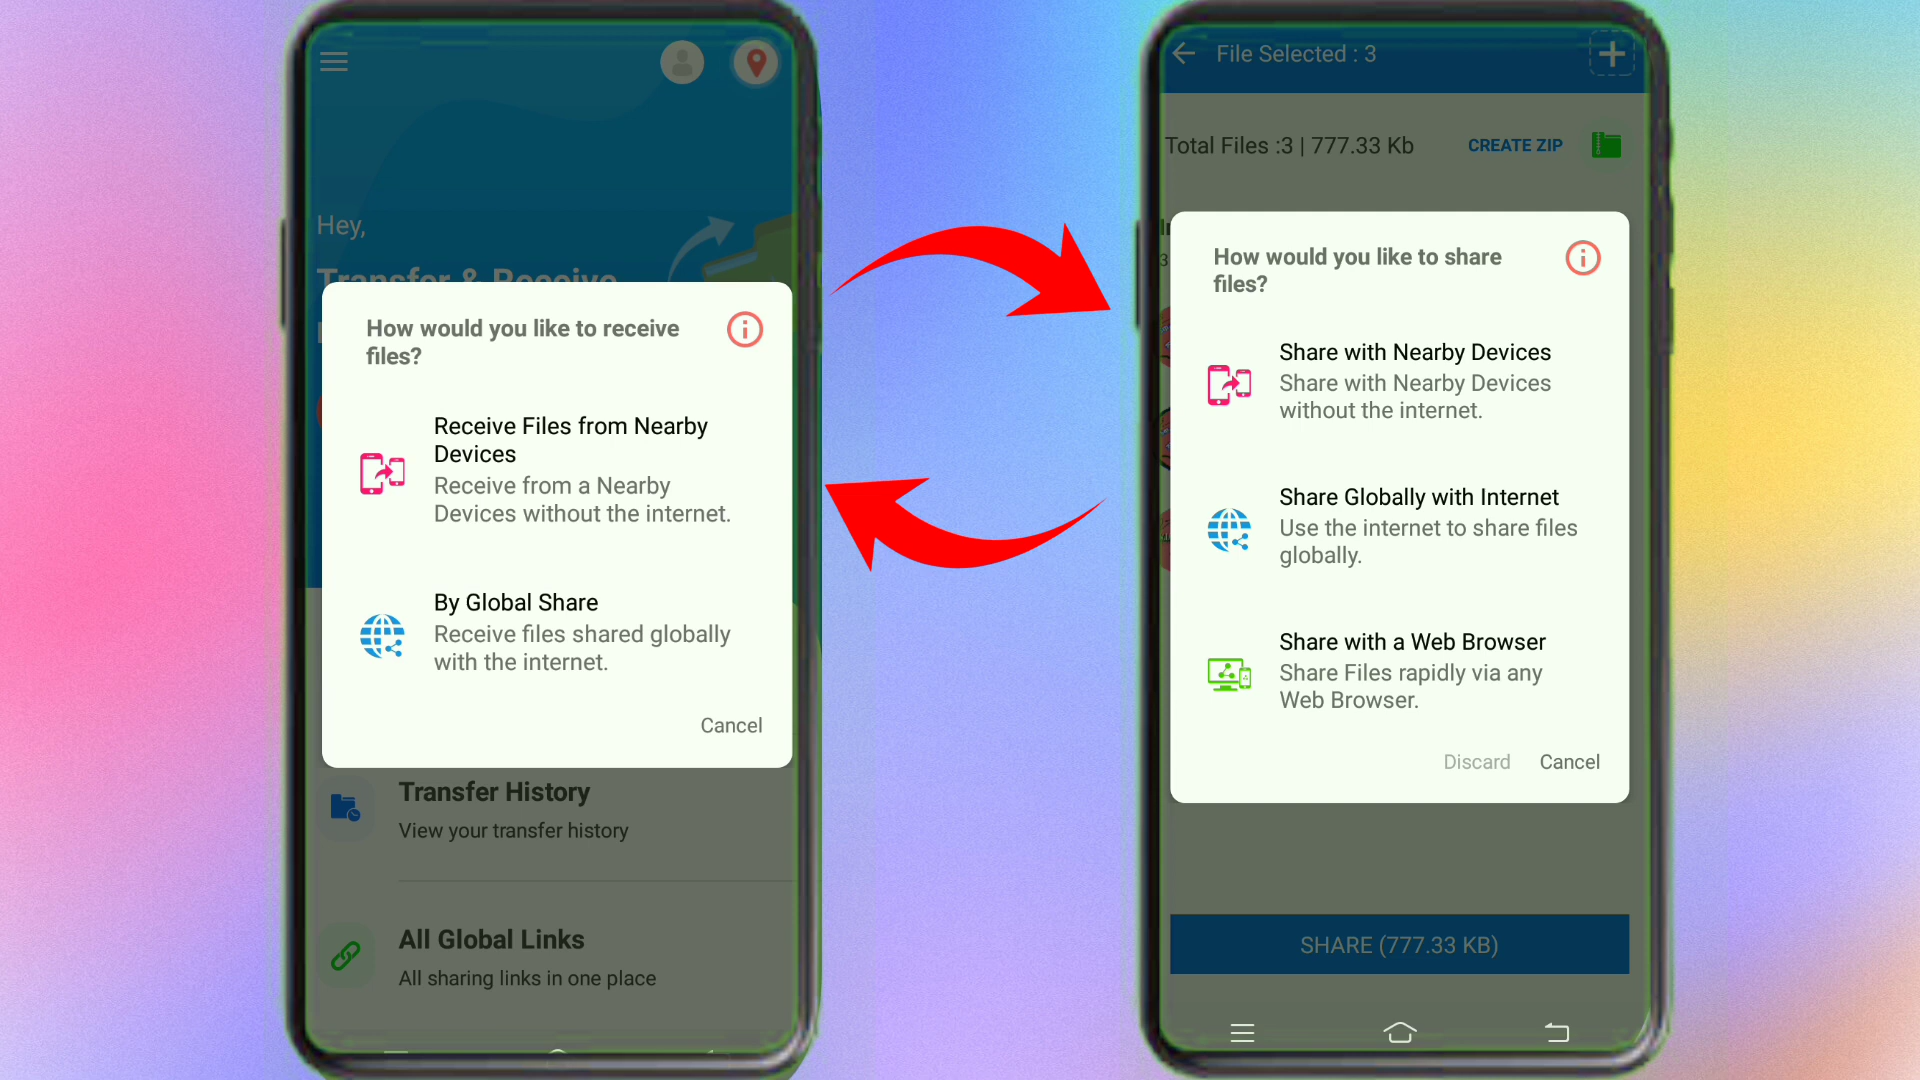 Hey,
Transfer & Receive
How would you like to receive
files?
Receive Files from Nearby
Devices
Receive from a Nearby
Devices without the internet.
By Global Share
Receive files shared globally
with the internet.
Cancel
Transfer History
View your transfer history
All Global Links
All sharing links in one place
File Selected : 3
Total Files :3 | 777.33 Kb
CREATE ZIP
How would you like to share
files?
Share with Nearby Devices
Share with Nearby Devices
without the internet.
Share Globally with Internet
Use the internet to share files
globally.
Share with a Web Browser
Share Files rapidly via any
Web Browser.
Discard
Cancel
SHARE (777.33 KB)